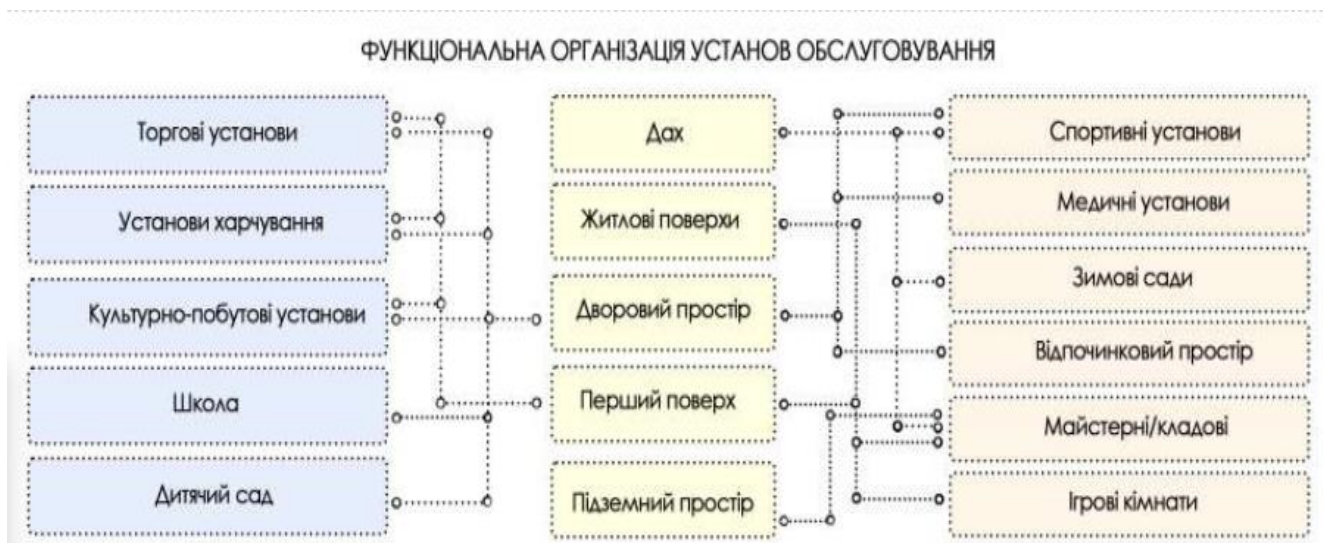 ФУНКЦІОНАЛЬНА ОРГАНІЗАЦІЯ УСТАНОВ ОБСЛУГОВУВАННЯ
Торгові установи
Установи харчування
Культурно-побутові установи
Школа
Дитячий сад
Дах
Житлові поверхи
Дворовий простір
Перший поверх
Підземний простір
Спортивні установи
Медичні установи
Зимові сади
Відпочинковий простір
Майстерні/кладові
Ігрові кімнати